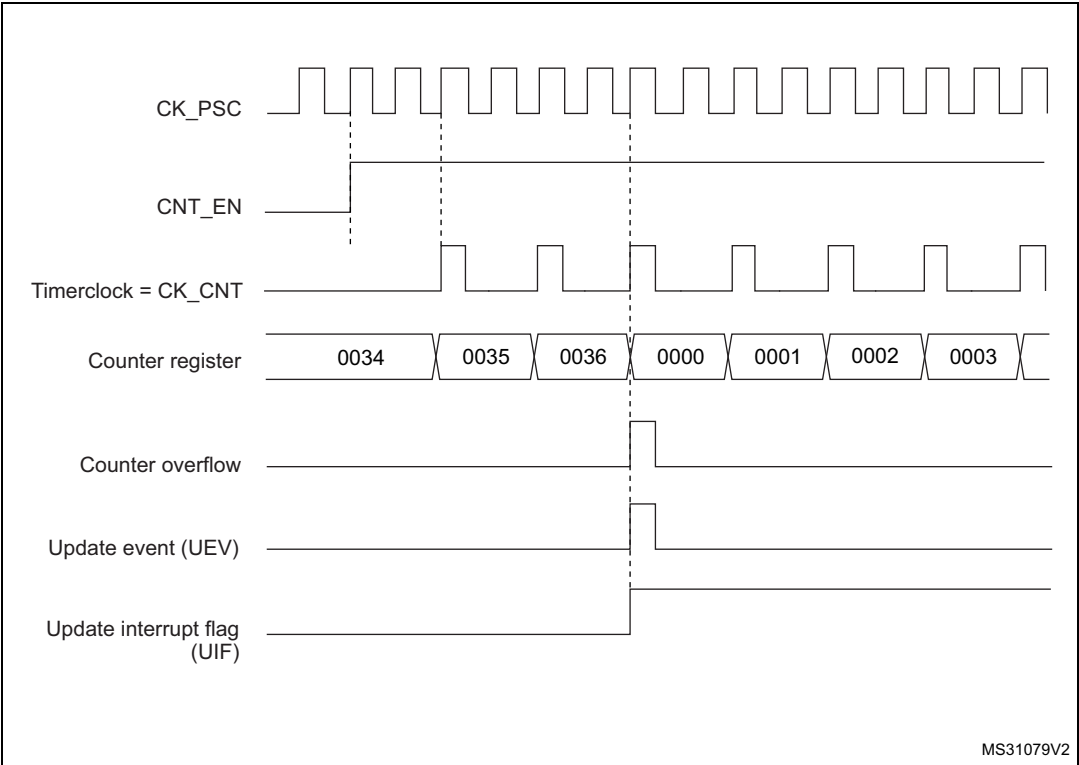 CK_PSC
CNT_EN
Timerclock = CK_CNT
Counter register
0034 0035 0036 0000 0001 0002 0003
Counter overflow
Update event (UEV)
Update interrupt flag
(UIF)
MS31079V2